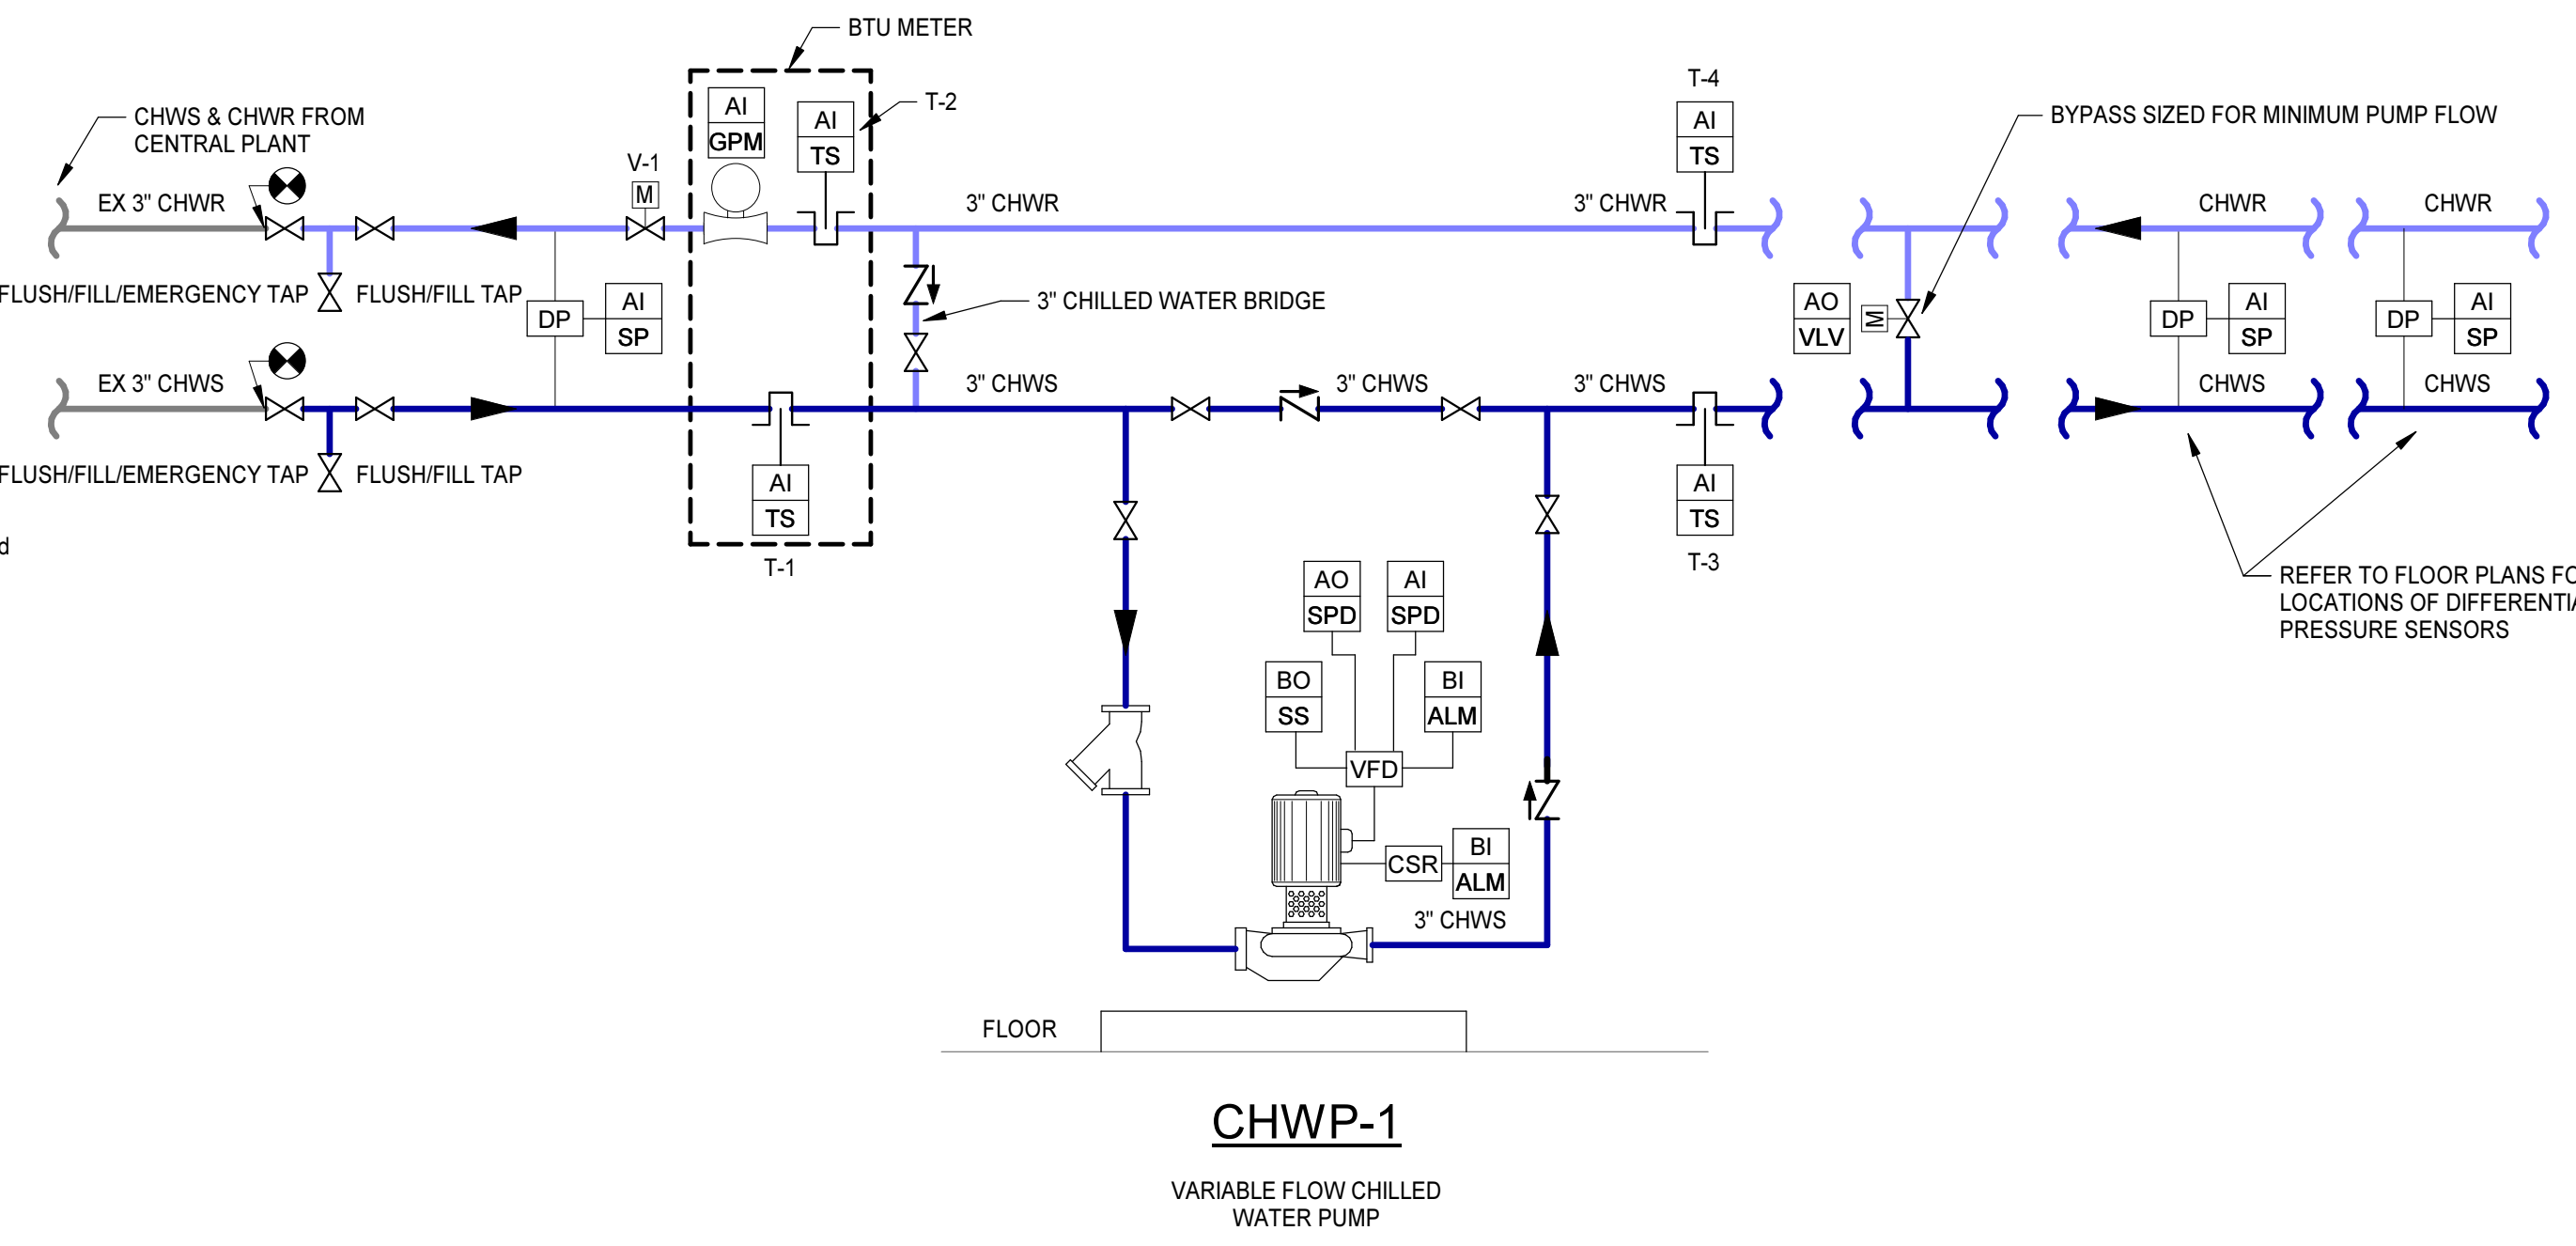 BTU METER
T-4
AI
GPM
AI
TS
T-2
AI
TS
CHWS & CHWR FROM
CENTRAL PLANT
BYPASS SIZED FOR MINIMUM PUMP FLOW
V-1
M
EX 3" CHWR
3" CHWR
3" CHWR
CHWR
CHWR
FLUSH/FILL/EMERGENCY TAP
FLUSH/FILL TAP
DP
AI
SP
3" CHILLED WATER BRIDGE
AO
VLV
M
DP
AI
SP
DP
AI
SP
EX 3" CHWS
3" CHWS
3" CHWS
3" CHWS
CHWS
CHWS
FLUSH/FILL/EMERGENCY TAP
FLUSH/FILL TAP
AI
TS
T-1
AI
TS
T-3
d
REFER TO FLOOR PLANS FO
LOCATIONS OF DIFFERENTIA
PRESSURE SENSORS
AO
SPD
AI
SPD
BO
SS
BI
ALM
VFD
CSR
BI
ALM
3" CHWS
FLOOR
CHWP-1
VARIABLE FLOW CHILLED
WATER PUMP